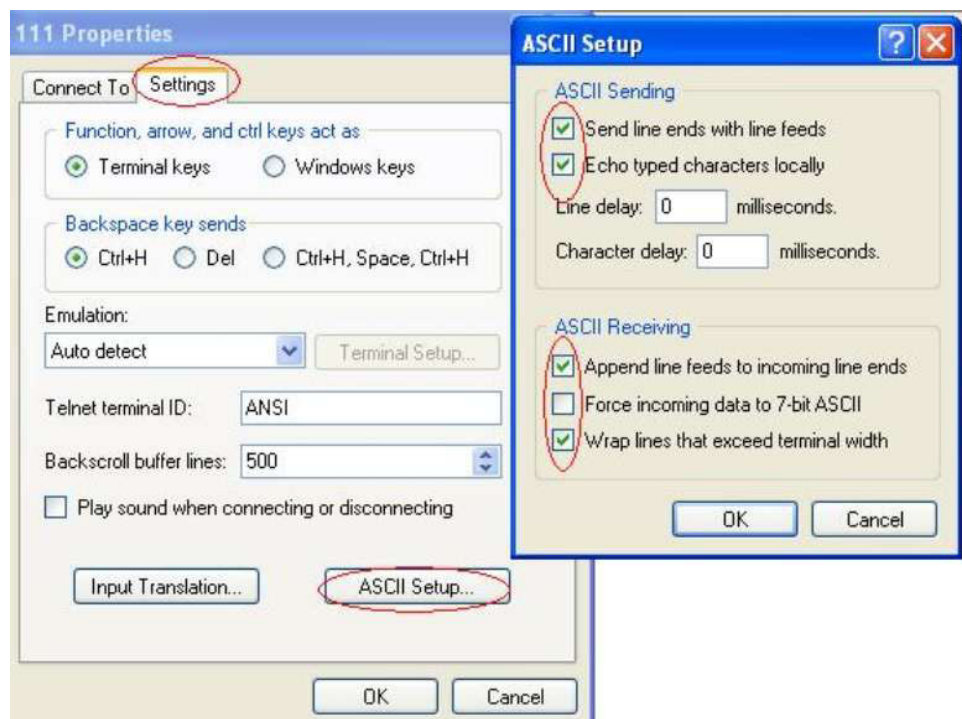 111 Properties
Connect To Settings
Function, arrow, and ctrl keys act as
Terminal keys Windows keys
Backspace key sends
Ctrl+H Del Ctrl+H, Space, Ctrl+H
Emulation:
Auto detect Terminal Setup...
Telnet terminal ID: ANSI
Backscroll buffer lines: 500
Play sound when connecting or disconnecting
Input Translation... ASCII Setup...
OK Cancel
ASCII Setup
ASCII Sending
Send line ends with line feeds
Echo typed characters locally
Line delay: 0 milliseconds.
Character delay: 0 milliseconds.
ASCII Receiving
Append line feeds to incoming line ends
Force incoming data to 7-bit ASCII
Wrap lines that exceed terminal width
OK Cancel